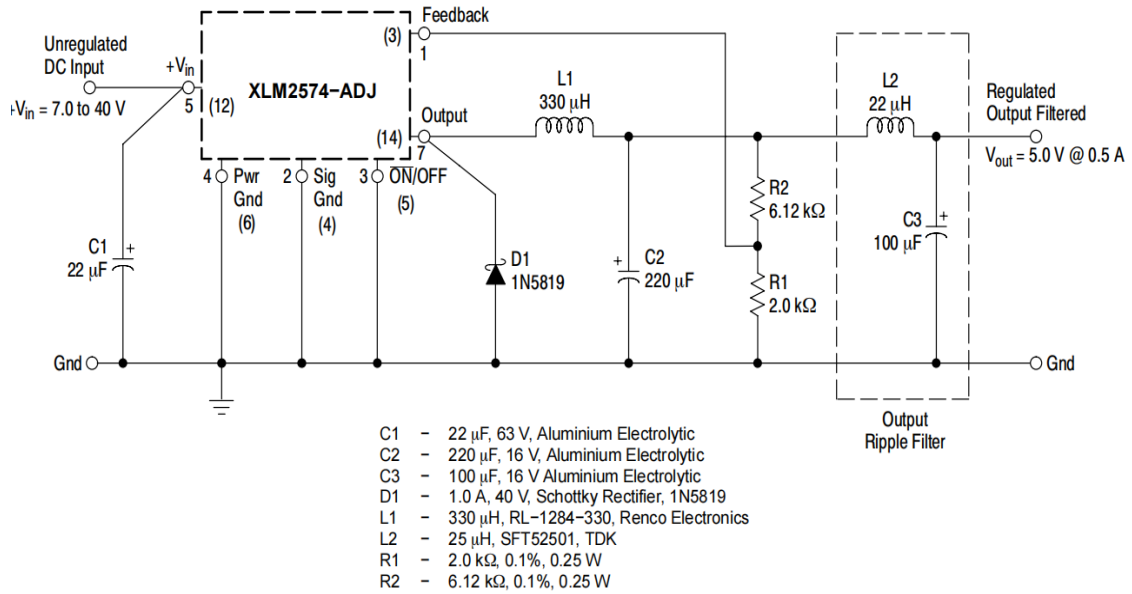 Feedback
(3)
1
Unregulated
DC Input
+Vin
5
(12)
XLM2574-ADJ
+Vin = 7.0 to 40 V
L1
330 µH
L2
22 µH
Regulated
Output Filtered
Output
(14)
7
Vout = 5.0 V @ 0.5 A
4 Pwr
Gnd
(6)
2 Sig
Gnd
(4)
3 ON/OFF
(5)
R2
6.12 kΩ
C1 +
22 µF
D1
1N5819
+ C2
220 µF
C3 +
100 µF
R1
2.0 kΩ
Gnd
Gnd
Output
Ripple Filter
C1 – 22 µF, 63 V, Aluminium Electrolytic
C2 – 220 µF, 16 V, Aluminium Electrolytic
C3 – 100 µF, 16 V Aluminium Electrolytic
D1 – 1.0 A, 40 V, Schottky Rectifier, 1N5819
L1 – 330 µH, RL−1284−330, Renco Electronics
L2 – 25 µH, SFT52501, TDK
R1 – 2.0 kΩ, 0.1%, 0.25 W
R2 – 6.12 kΩ, 0.1%, 0.25 W